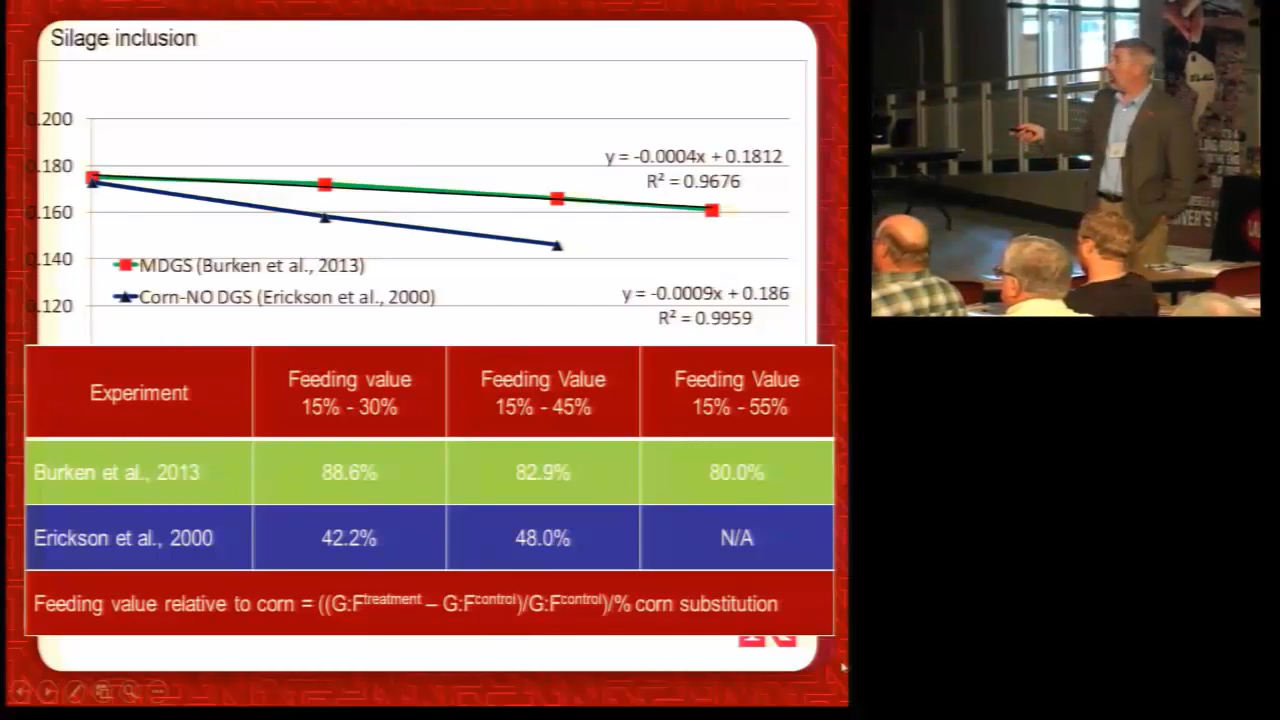 Silage inclusion
0.200
0.180
0.160
0.140
0.120
y = -0.0004x + 0.1812
R² = 0.9676
MDGS (Burken et al., 2013)
Corn-NO DGS (Erickson et al., 2000)
y = -0.0009x + 0.186
R² = 0.9959
Experiment
Feeding value
15% - 30%
Feeding Value
15% - 45%
Feeding Value
15% - 55%
Burken et al., 2013
88.6%
82.9%
80.0%
Erickson et al., 2000
42.2%
48.0%
N/A
Feeding value relative to corn = ((G:Ftreatment – G:Fcontrol)/G:Fcontrol)/% corn substitution